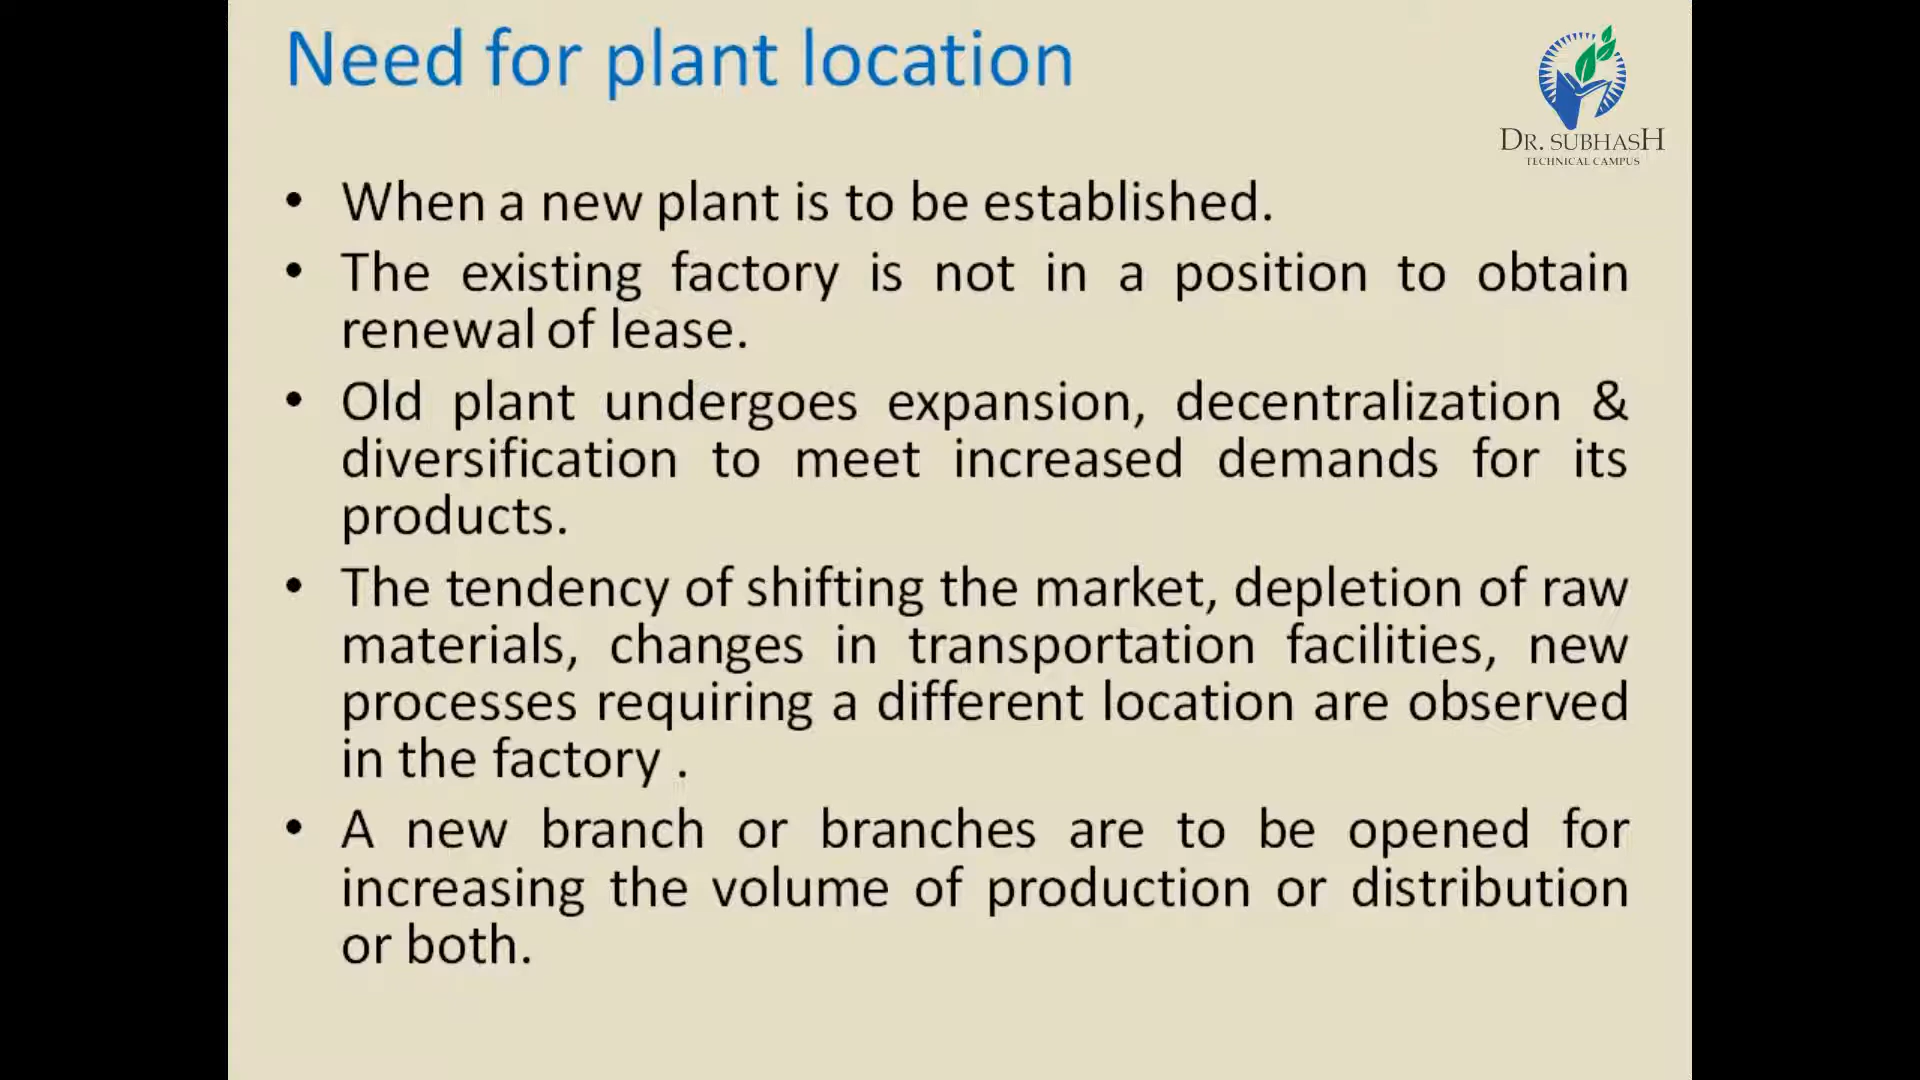 Need for plant location
DR. SUBHASH
TECHNICAL CAMPUS
• When a new plant is to be established.
• The existing factory is not in a position to obtain
renewal of lease.
• Old plant undergoes expansion, decentralization &
diversification to meet increased demands for its
products.
• The tendency of shifting the market, depletion of raw
materials, changes in transportation facilities, new
processes requiring a different location are observed
in the factory .
• A new branch or branches are to be opened for
increasing the volume of production or distribution
or both.